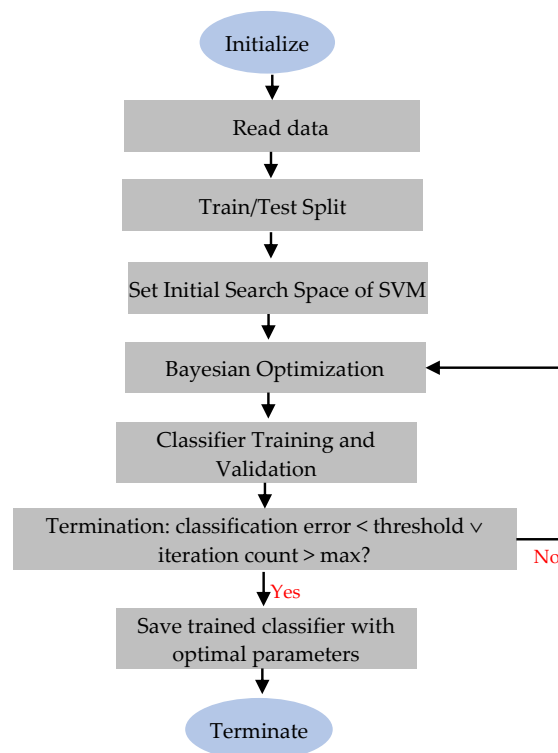 Initialize
Read data
Train/Test Split
Set Initial Search Space of SVM
Bayesian Optimization
Classifier Training and
Validation
Termination: classification error < threshold ∨
iteration count > max?
No
Yes
Save trained classifier with
optimal parameters
Terminate